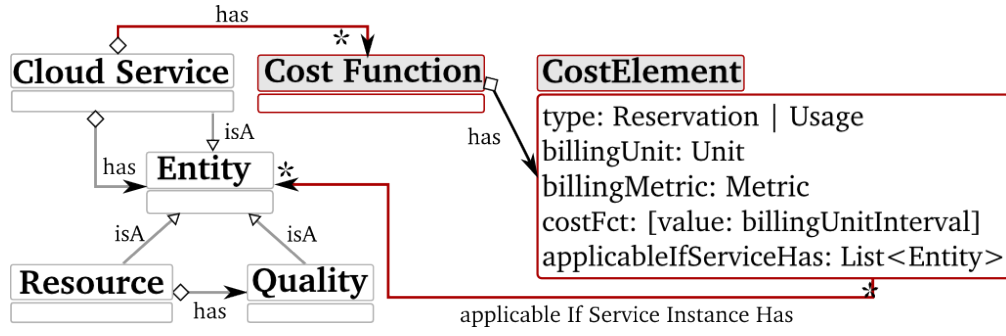 has
*
Cloud Service
Cost Function
CostElement
type: Reservation | Usage
billingUnit: Unit
billingMetric: Metric
costFct: [value: billingUnitInterval]
applicableIfServiceHas: List<Entity>
has
isA
has
Entity
*
isA
isA
Resource
has
Quality
*
applicable If Service Instance Has